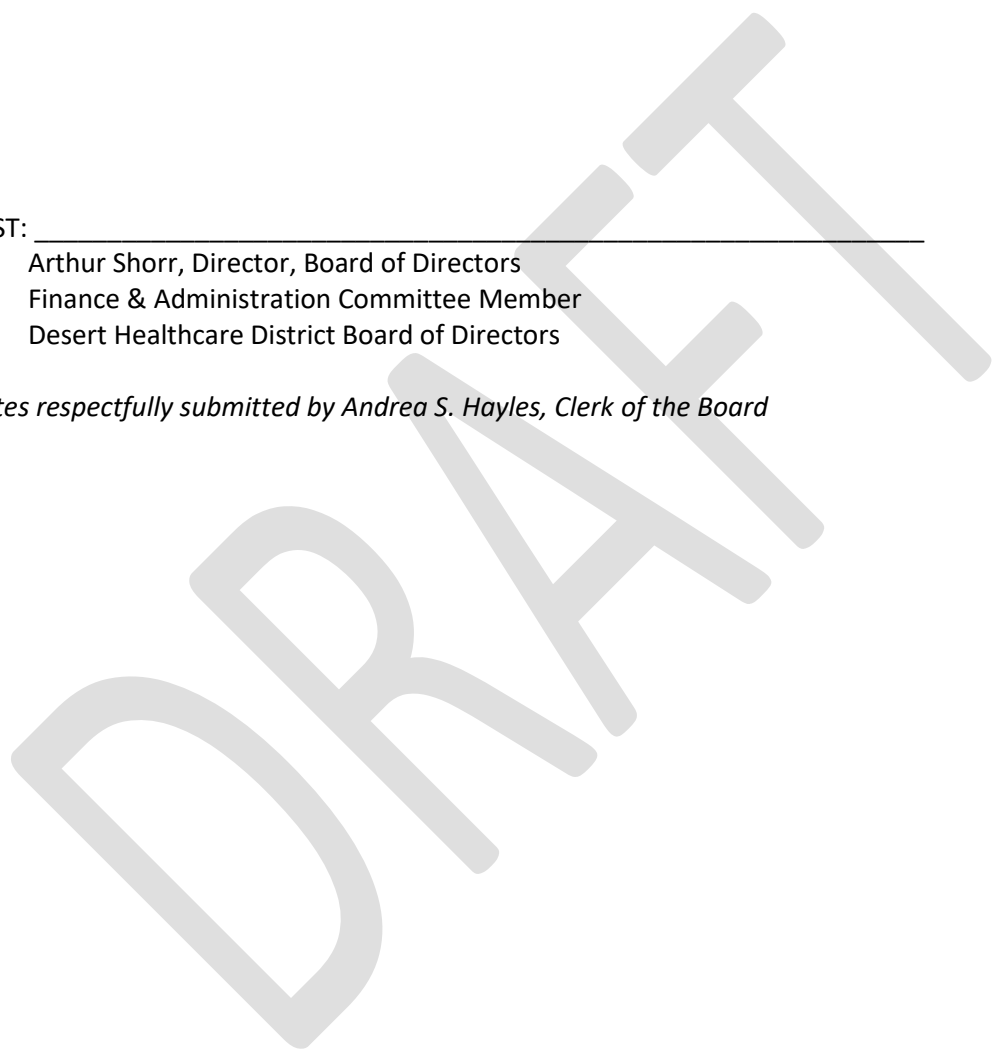 ST: ________________________________________________________________
Arthur Shorr, Director, Board of Directors
Finance & Administration Committee Member
Desert Healthcare District Board of Directors
tes respectfully submitted by Andrea S. Hayles, Clerk of the Board
DRAFT